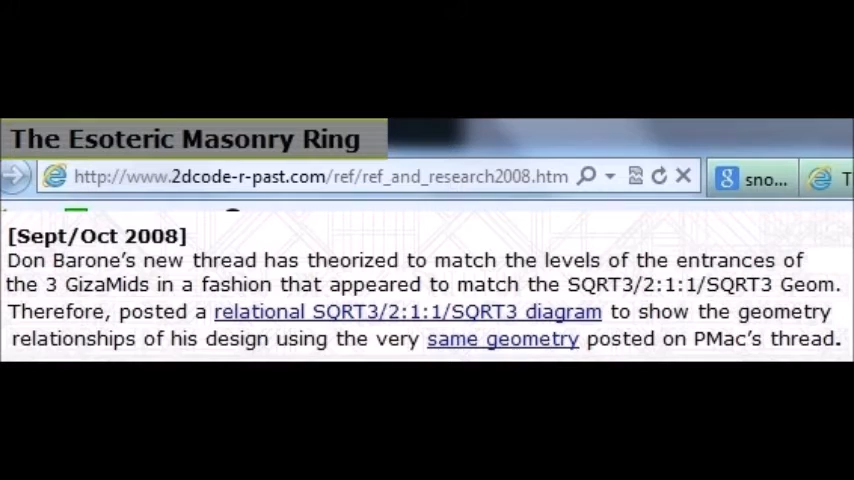 The Esoteric Masonry Ring
http://www.2dcode-r-past.com/ref/ref_and_research2008.htm
sno...
T
[Sept/Oct 2008]
Don Barone's new thread has theorized to match the levels of the entrances of
the 3 GizaMids in a fashion that appeared to match the SQRT3/2:1:1/SQRT3 Geom.
Therefore, posted a relational SQRT3/2:1:1/SQRT3 diagram to show the geometry
relationships of his design using the very same geometry posted on PMac's thread.